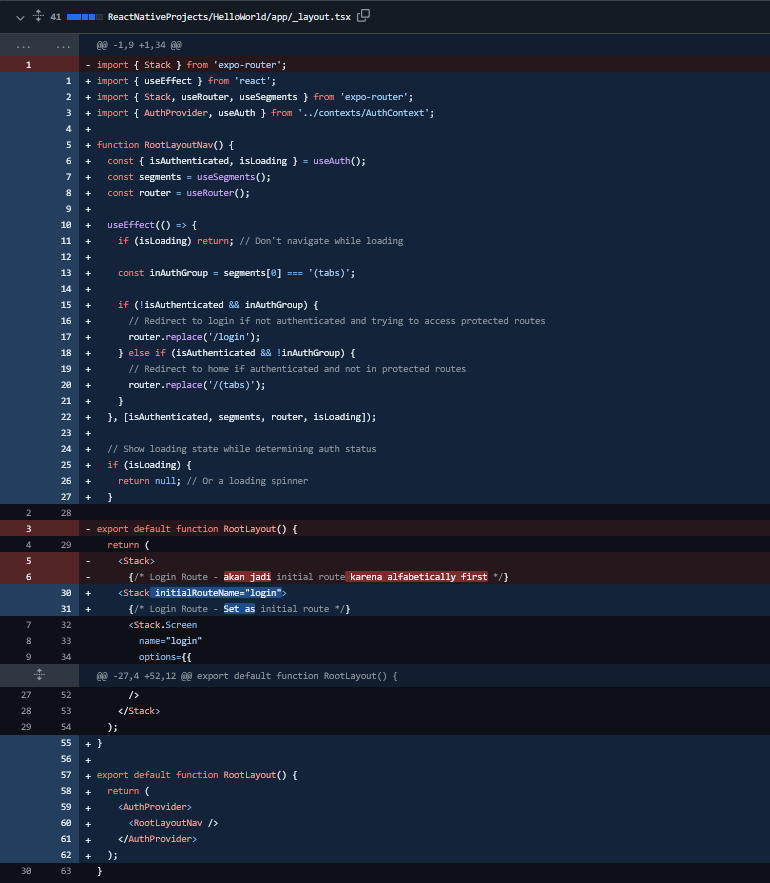 41 ReactNativeProjects/HelloWorld/app/_layout.tsx
... ... @@ -1,9 +1,34 @@
1 - import { Stack } from 'expo-router';
1 + import { useEffect } from 'react';
2 + import { Stack, useRouter, useSegments } from 'expo-router';
3 + import { AuthProvider, useAuth } from '../contexts/AuthContext';
4 +
5 + function RootLayoutNav() {
6 +   const { isAuthenticated, isLoading } = useAuth();
7 +   const segments = useSegments();
8 +   const router = useRouter();
9 +
10 +   useEffect(() => {
11 +     if (isLoading) return; // Don't navigate while loading
12 +
13 +     const inAuthGroup = segments[0] === '(tabs)';
14 +
15 +     if (!isAuthenticated && inAuthGroup) {
16 +       // Redirect to login if not authenticated and trying to access protected routes
17 +       router.replace('/login');
18 +     } else if (isAuthenticated && !inAuthGroup) {
19 +       // Redirect to home if authenticated and not in protected routes
20 +       router.replace('/(tabs)');
21 +     }
22 +   }, [isAuthenticated, segments, router, isLoading]);
23 +
24 +   // Show loading state while determining auth status
25 +   if (isLoading) {
26 +     return null; // Or a loading spinner
27 +   }
2 28
3 - export default function RootLayout() {
4 29   return (
5 -     <Stack>
6 -       {/* Login Route - akan jadi initial route karena alfabetically first */}
30 +     <Stack initialRouteName="login">
31 +       {/* Login Route - Set as initial route */}
7 32       <Stack.Screen
8 33         name="login"
9 34         options={{
@@ -27,4 +52,12 @@ export default function RootLayout() {
27 52       />
28 53     </Stack>
29 54   );
55 + }
56 +
57 + export default function RootLayout() {
58 +   return (
59 +     <AuthProvider>
60 +       <RootLayoutNav />
61 +     </AuthProvider>
62 +   );
30 63 }